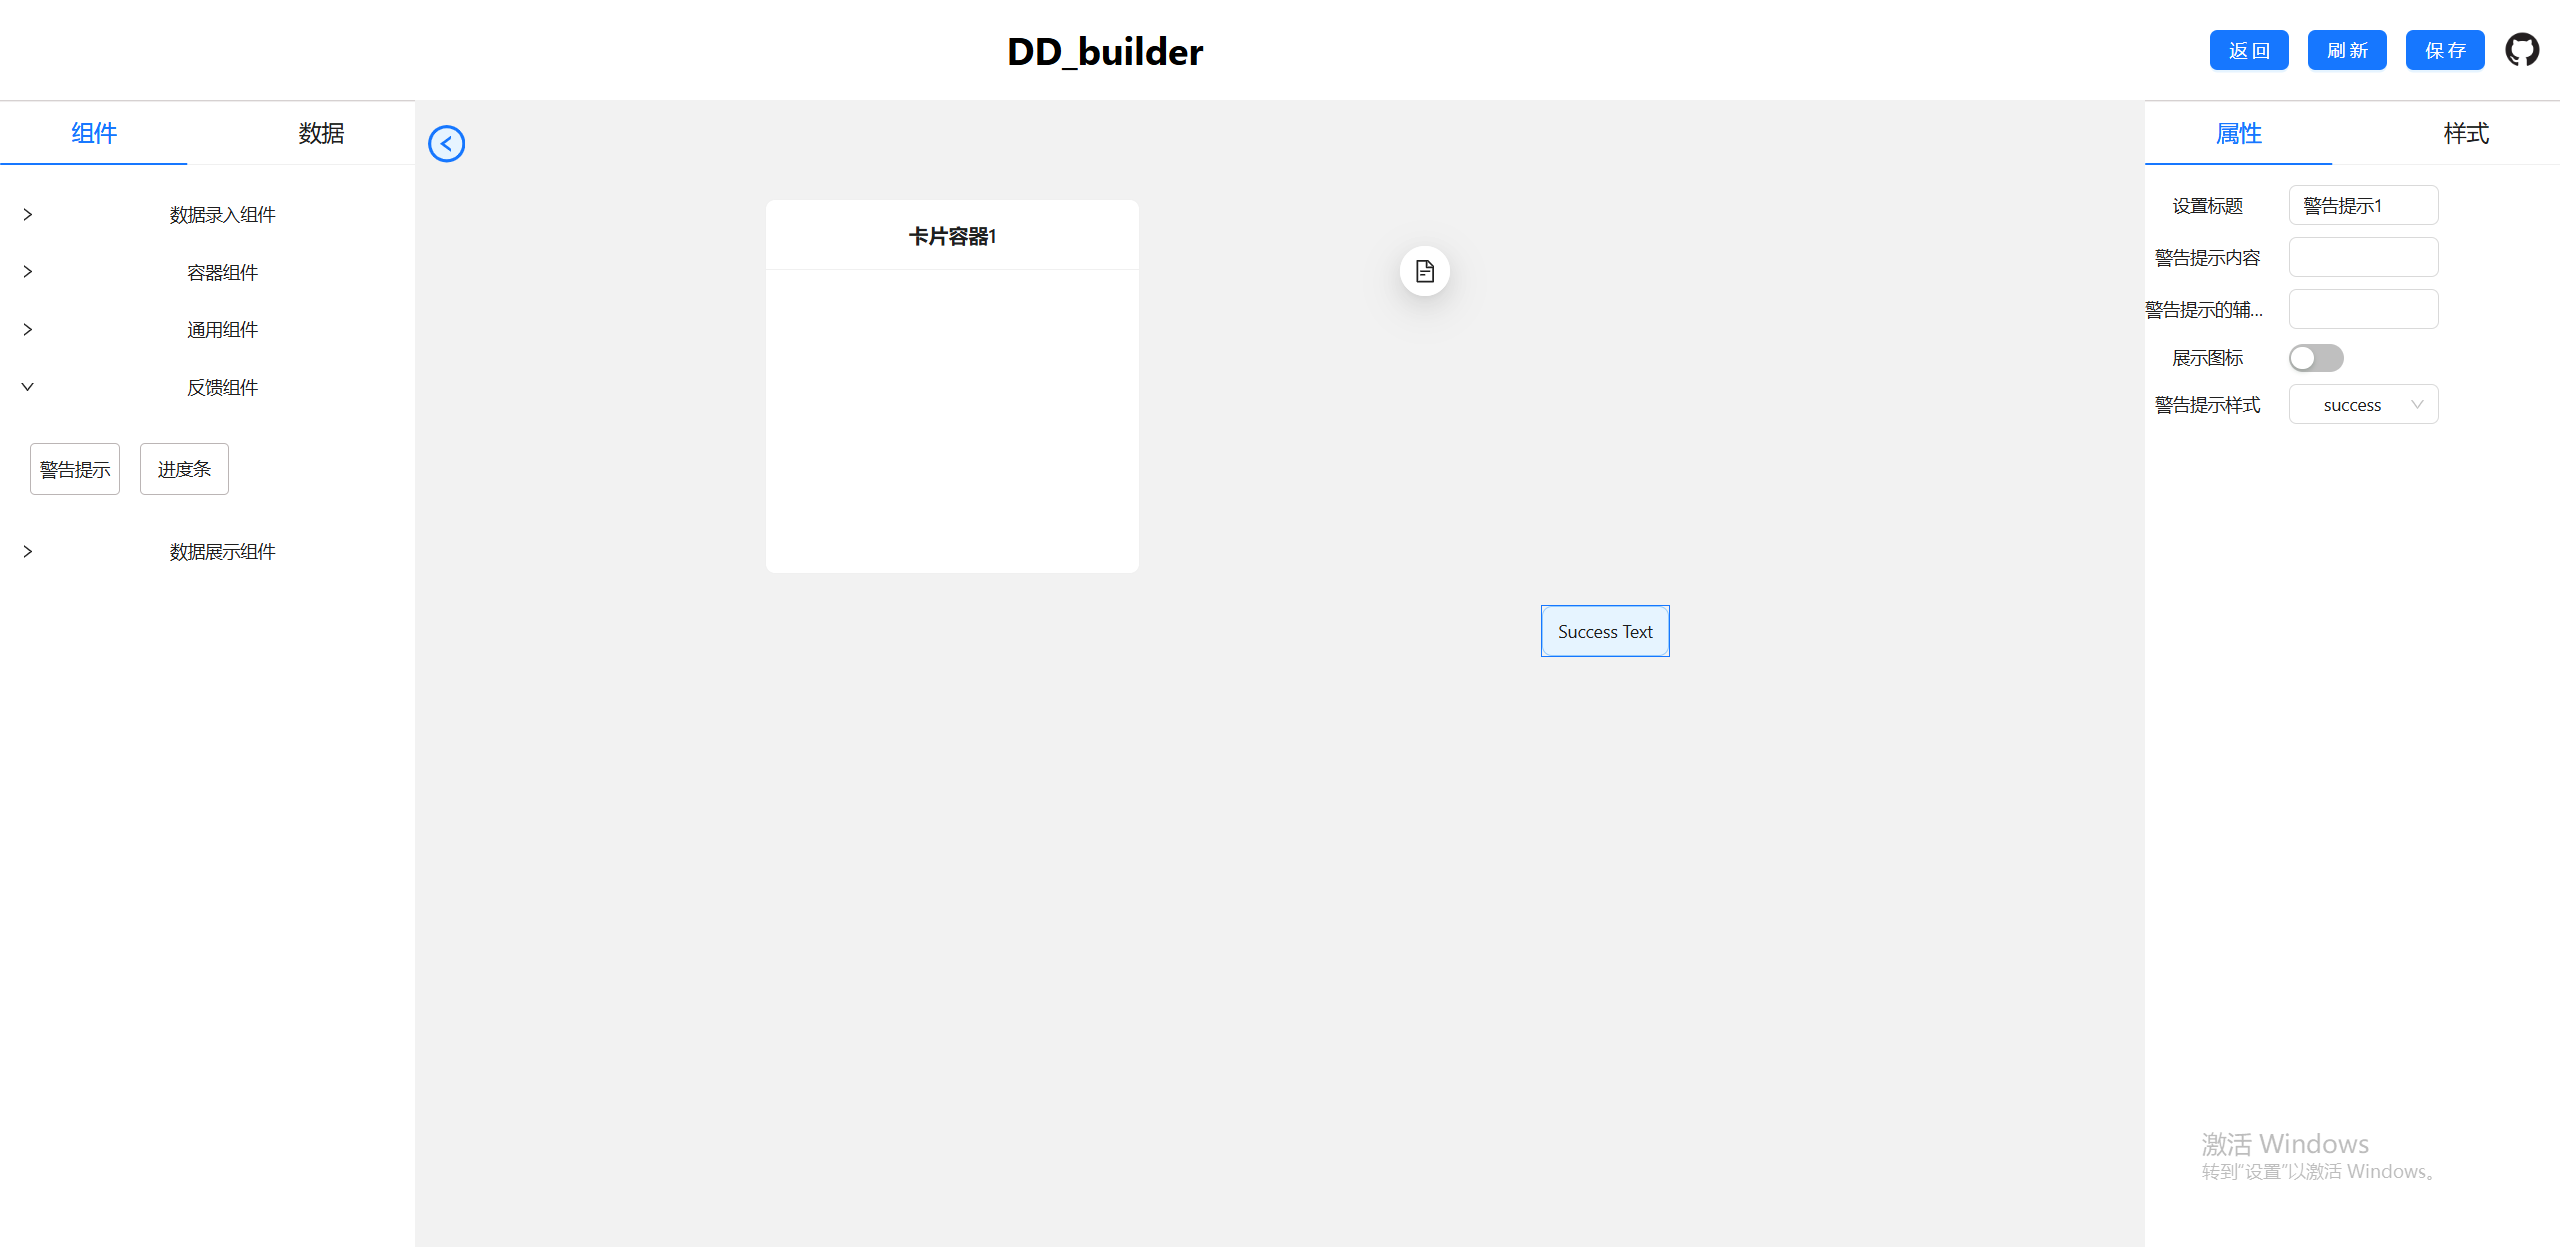 DD_builder
返回
刷新
保存
组件
数据
数据录入组件
容器组件
通用组件
反馈组件
警告提示
进度条
数据展示组件
卡片容器1
Success Text
属性
样式
设置标题
警告提示1
警告提示内容
警告提示的辅...
展示图标
警告提示样式
success
激活 Windows
转到“设置”以激活 Windows。